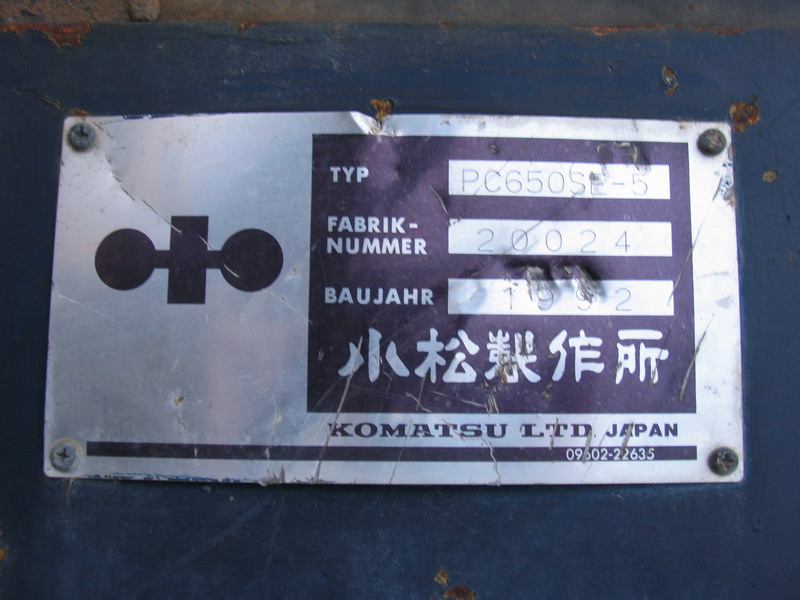 TYP PC650SE-5
FABRIK-
NUMMER 20024
BAUJAHR 1992
小松製作所
KOMATSU LTD. JAPAN
09602-22635